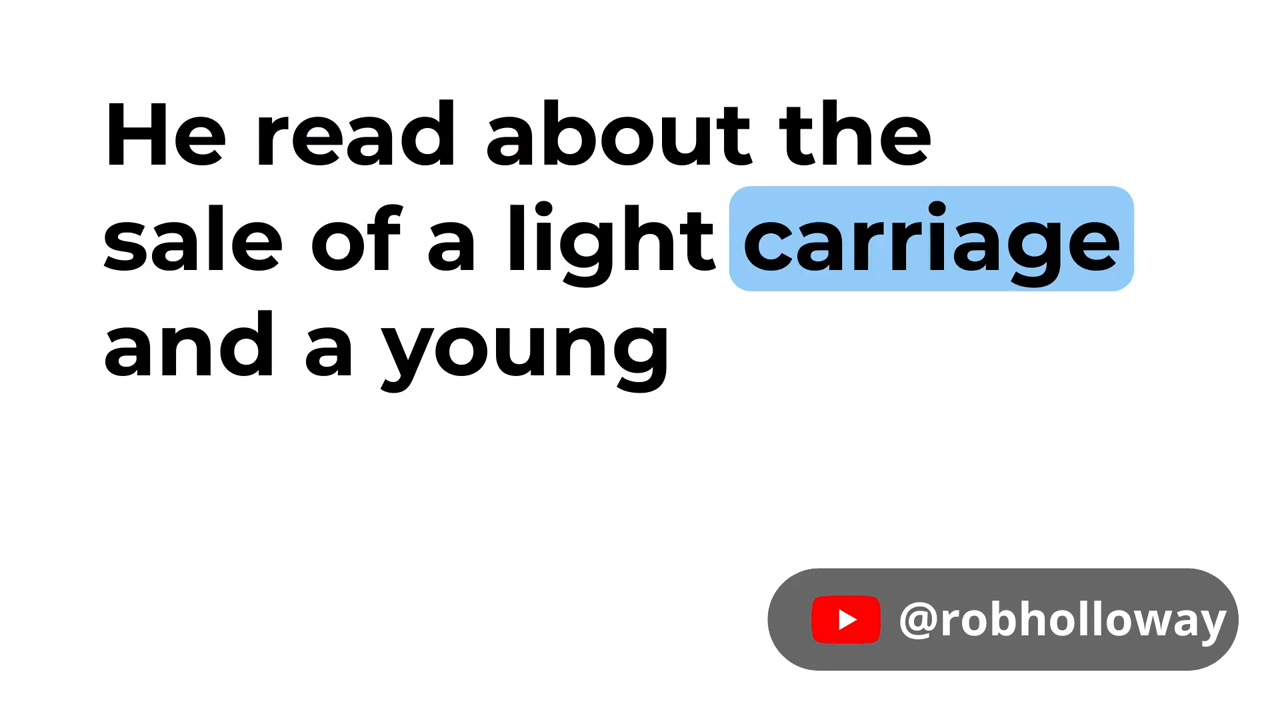 He read about the
sale of a light carriage
and a young
@robholloway